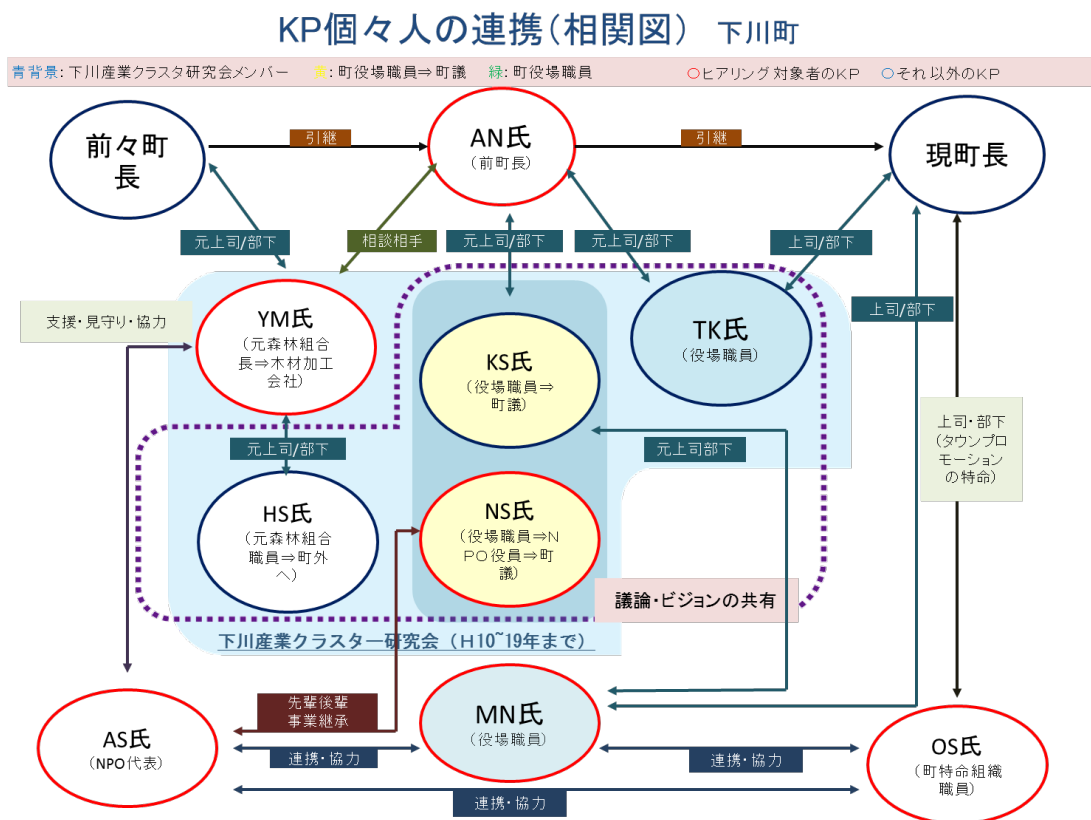 KP個々人の連携(相関図) 下川町
青背景：下川産業クラスタ研究会メンバー 黄：町役場職員⇒町議 緑：町役場職員 ○ヒアリング対象者のKP ○それ以外のKP
前々町
長
引継
AN氏
(前町長)
引継
現町長
元上司/部下
相談相手
元上司/部下
元上司/部下
上司/部下
支援・見守り・協力
YM氏
(元森林組合
長⇒木材加工
会社)
KS氏
(役場職員⇒
町議)
TK氏
(役場職員)
上司/部下
元上司/部下
元上司部下
上司・部下
(タウンプロ
モーション
の特命)
HS氏
(元森林組合
職員⇒町外
へ)
NS氏
(役場職員⇒N
PO役員⇒町
議)
議論・ビジョンの共有
下川産業クラスター研究会（H10~19年まで）
先輩後輩
事業継承
AS氏
(NPO代表)
MN氏
(役場職員)
OS氏
(町特命組織
職員)
連携・協力
連携・協力
連携・協力